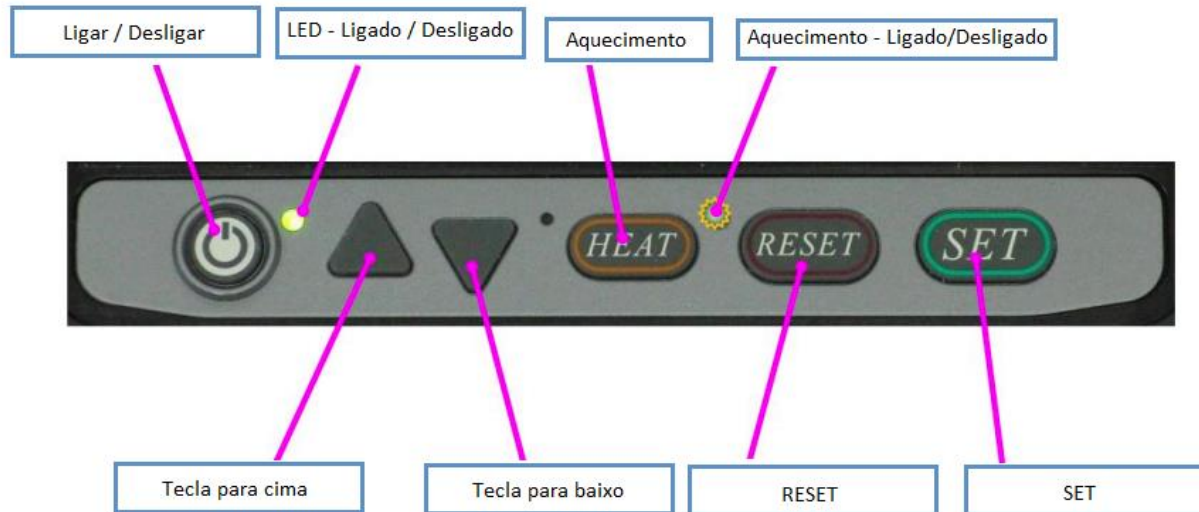 Ligar / Desligar
LED - Ligado / Desligado
Aquecimento
Aquecimento - Ligado/Desligado
HEAT
RESET
SET
Tecla para cima
Tecla para baixo
RESET
SET